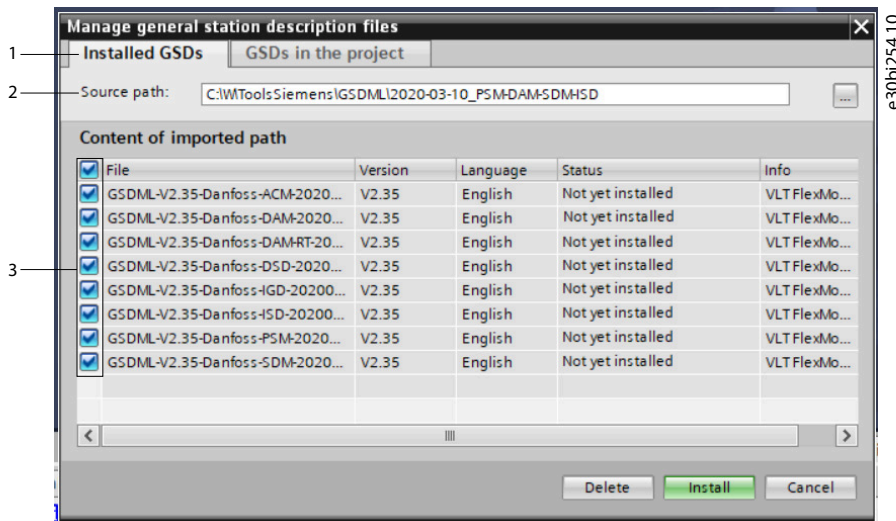 Manage general station description files
1
Installed GSDs
GSDs in the project
2
Source path:
C:\W\ToolsSiemens\GSDML\2020-03-10_PSM-DAM-SDM-ISD
...
e30bj254.10
Content of imported path
File Version Language Status Info
GSDML-V2.35-Danfoss-ACM-2020... V2.35 English Not yet installed VLT FlexMo...
GSDML-V2.35-Danfoss-DAM-2020... V2.35 English Not yet installed VLT FlexMo...
GSDML-V2.35-Danfoss-DAM-RT-20... V2.35 English Not yet installed VLT FlexMo...
3
GSDML-V2.35-Danfoss-DSD-2020... V2.35 English Not yet installed VLT FlexMo...
GSDML-V2.35-Danfoss-IGD-20200... V2.35 English Not yet installed VLT FlexMo...
GSDML-V2.35-Danfoss-ISD-20200... V2.35 English Not yet installed VLT FlexMo...
GSDML-V2.35-Danfoss-PSM-2020... V2.35 English Not yet installed VLT FlexMo...
GSDML-V2.35-Danfoss-SDM-2020... V2.35 English Not yet installed VLT FlexMo...
Delete Install Cancel